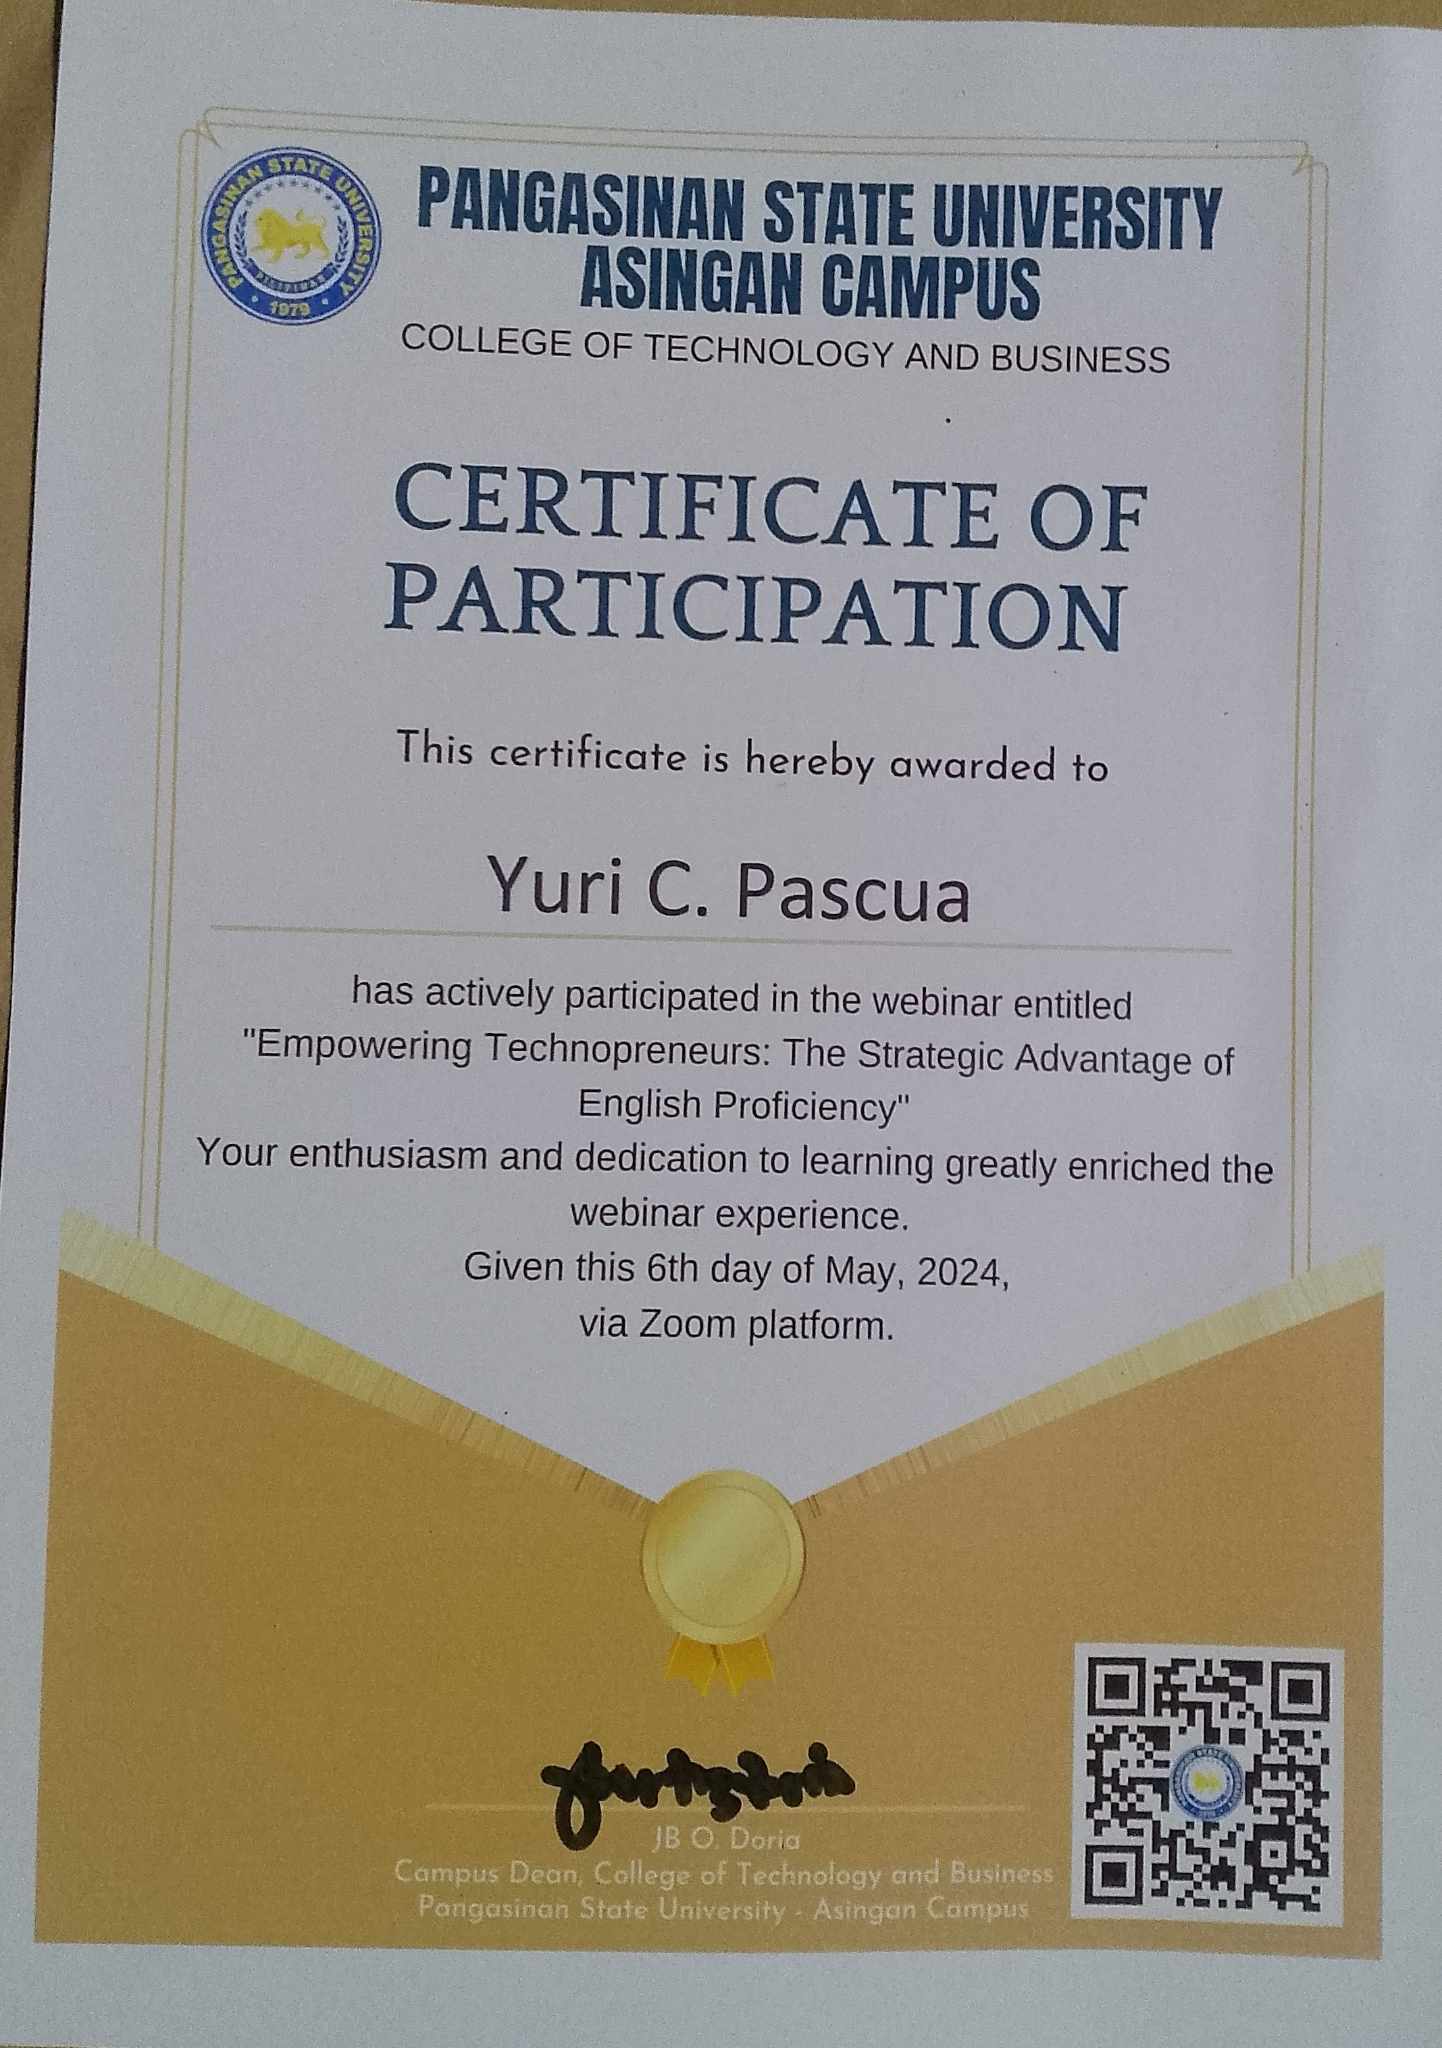 PANGASINAN STATE UNIVERSITY
PILIPINAS
1979
PANGASINAN STATE UNIVERSITY
ASINGAN CAMPUS
COLLEGE OF TECHNOLOGY AND BUSINESS
CERTIFICATE OF
PARTICIPATION
This certificate is hereby awarded to
Yuri C. Pascua
has actively participated in the webinar entitled
"Empowering Technopreneurs: The Strategic Advantage of
English Proficiency"
Your enthusiasm and dedication to learning greatly enriched the
webinar experience.
Given this 6th day of May, 2024,
via Zoom platform.
JB O. Doria
Campus Dean, College of Technology and Business
Pangasinan State University - Asingan Campus